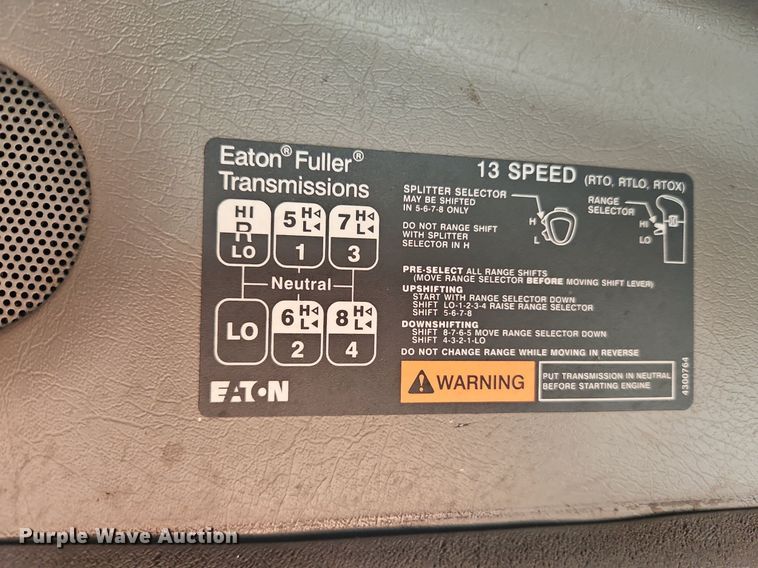 Eaton® Fuller®
Transmissions
HI
R
LO
5 H
L
1
7 H
L
3
Neutral
LO
6 H
L
2
8 H
L
4
EATON
13 SPEED (RTO, RTLO, RTOX)
SPLITTER SELECTOR
MAY BE SHIFTED
IN 5-6-7-8 ONLY
DO NOT RANGE SHIFT
WITH SPLITTER
SELECTOR IN H
H
L
RANGE
SELECTOR
HI
LO
PRE-SELECT ALL RANGE SHIFTS
(MOVE RANGE SELECTOR BEFORE MOVING SHIFT LEVER)
UPSHIFTING
START WITH RANGE SELECTOR DOWN
SHIFT LO-1-2-3-4 RAISE RANGE SELECTOR
SHIFT 5-6-7-8
DOWNSHIFTING
SHIFT 8-7-6-5 MOVE RANGE SELECTOR DOWN
SHIFT 4-3-2-1-LO
DO NOT CHANGE RANGE WHILE MOVING IN REVERSE
WARNING
PUT TRANSMISSION IN NEUTRAL
BEFORE STARTING ENGINE
4300764
Purple Wave Auction
Purple Wave Auction